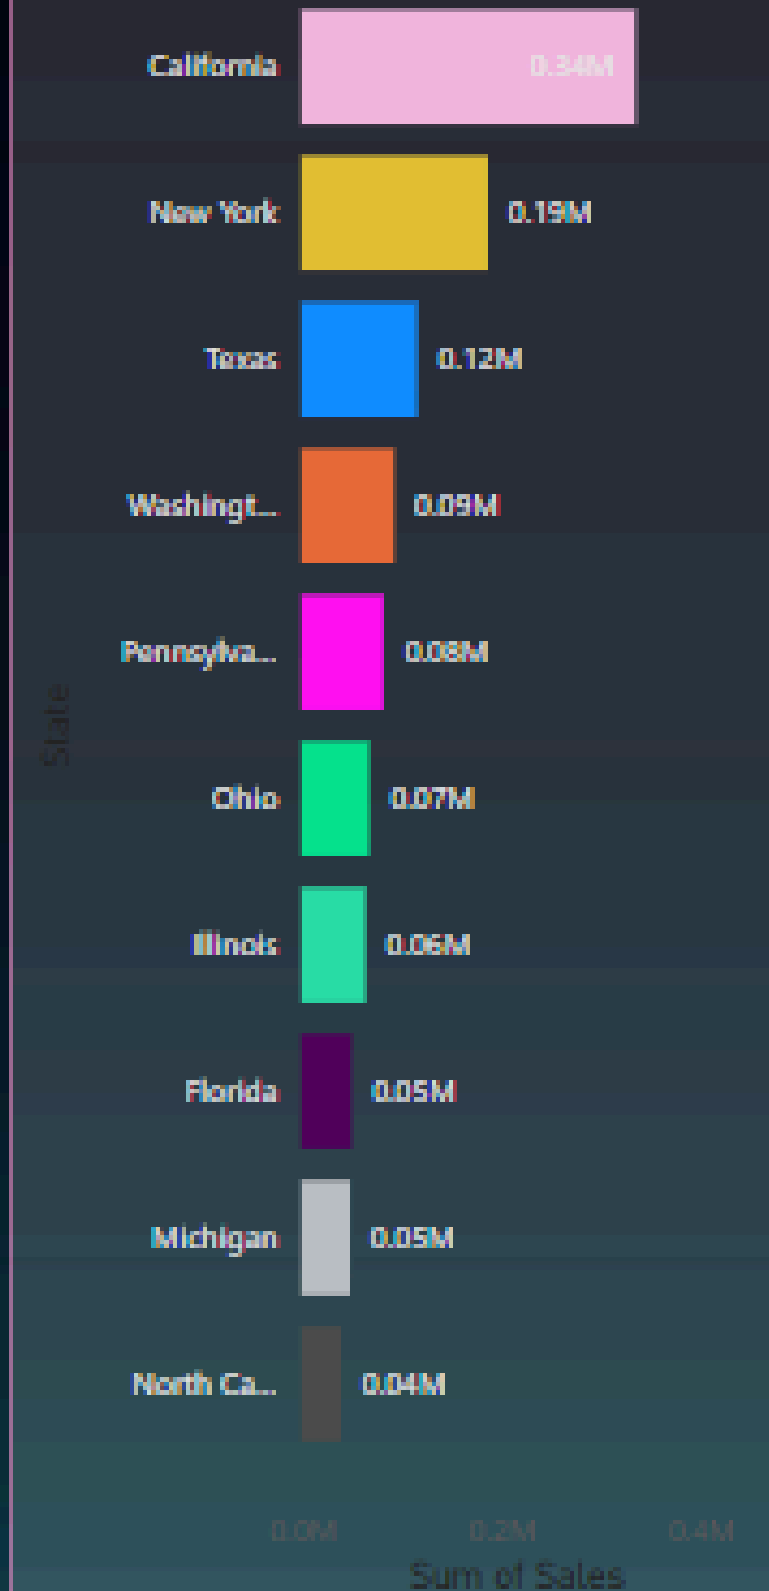 California 0.34M
New York 0.19M
Texas 0.12M
Washingt... 0.09M
Pennsylva... 0.08M
State
Ohio 0.07M
Illinois 0.06M
Florida 0.05M
Michigan 0.05M
North Ca... 0.04M
0.0M 0.2M 0.4M
Sum of Sales